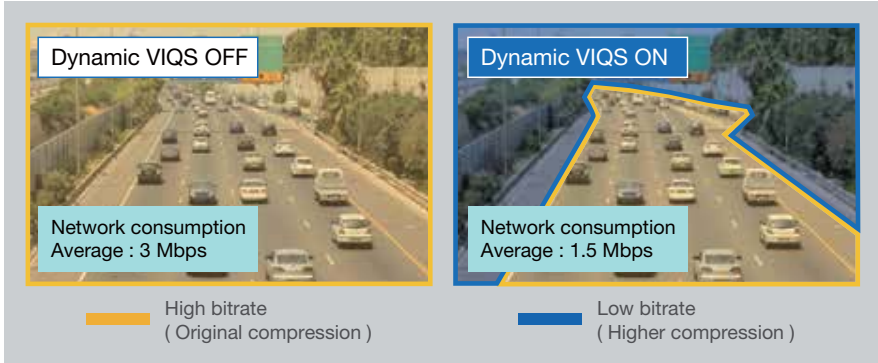 Dynamic VIQS OFF
Network consumption
Average : 3 Mbps
Dynamic VIQS ON
Network consumption
Average : 1.5 Mbps
High bitrate
( Original compression )
Low bitrate
( Higher compression )